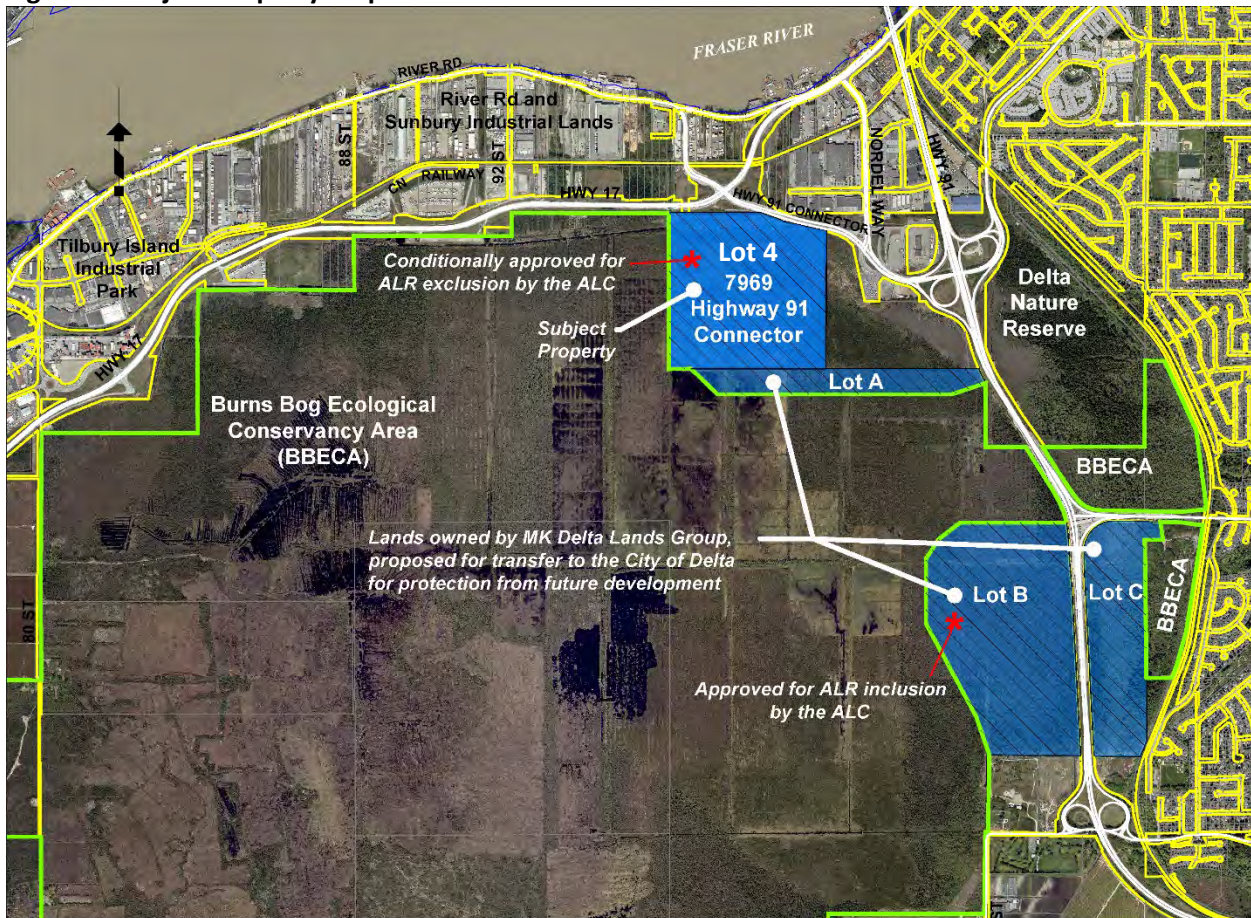 FRASER RIVER
RIVER RD
River Rd and
Sunbury Industrial Lands
88 ST
92 ST
CN RAILWAY
HWY 17
NORDEL WAY
HWY 91
HWY 91 CONNECTOR
Tilbury Island
Industrial
Park
HWY 17
Conditionally approved for
ALR exclusion by the ALC
Lot 4
7969
Highway 91
Connector
Subject
Property
Delta
Nature
Reserve
Lot A
Burns Bog Ecological
Conservancy Area
(BBECA)
BBECA
Lands owned by MK Delta Lands Group,
proposed for transfer to the City of Delta
for protection from future development
Lot B
Lot C
BBECA
80 ST
Approved for ALR inclusion
by the ALC